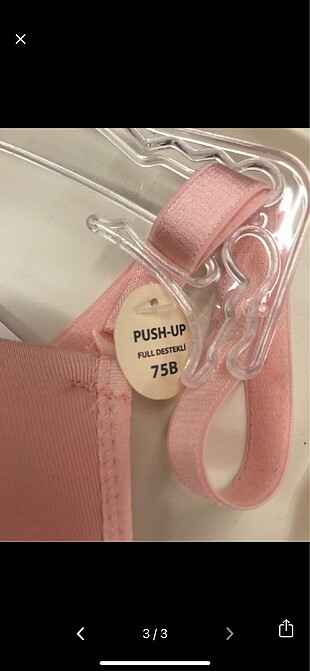 PUSH-UP
FULL DESTEKLİ
75B
3/3